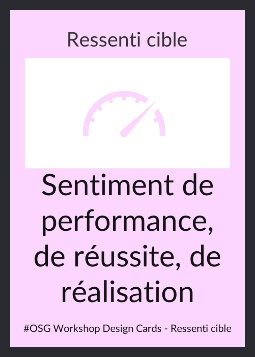 Ressenti cible
Sentiment de
performance,
de réussite, de
réalisation
#OSG Workshop Design Cards - Ressenti cible